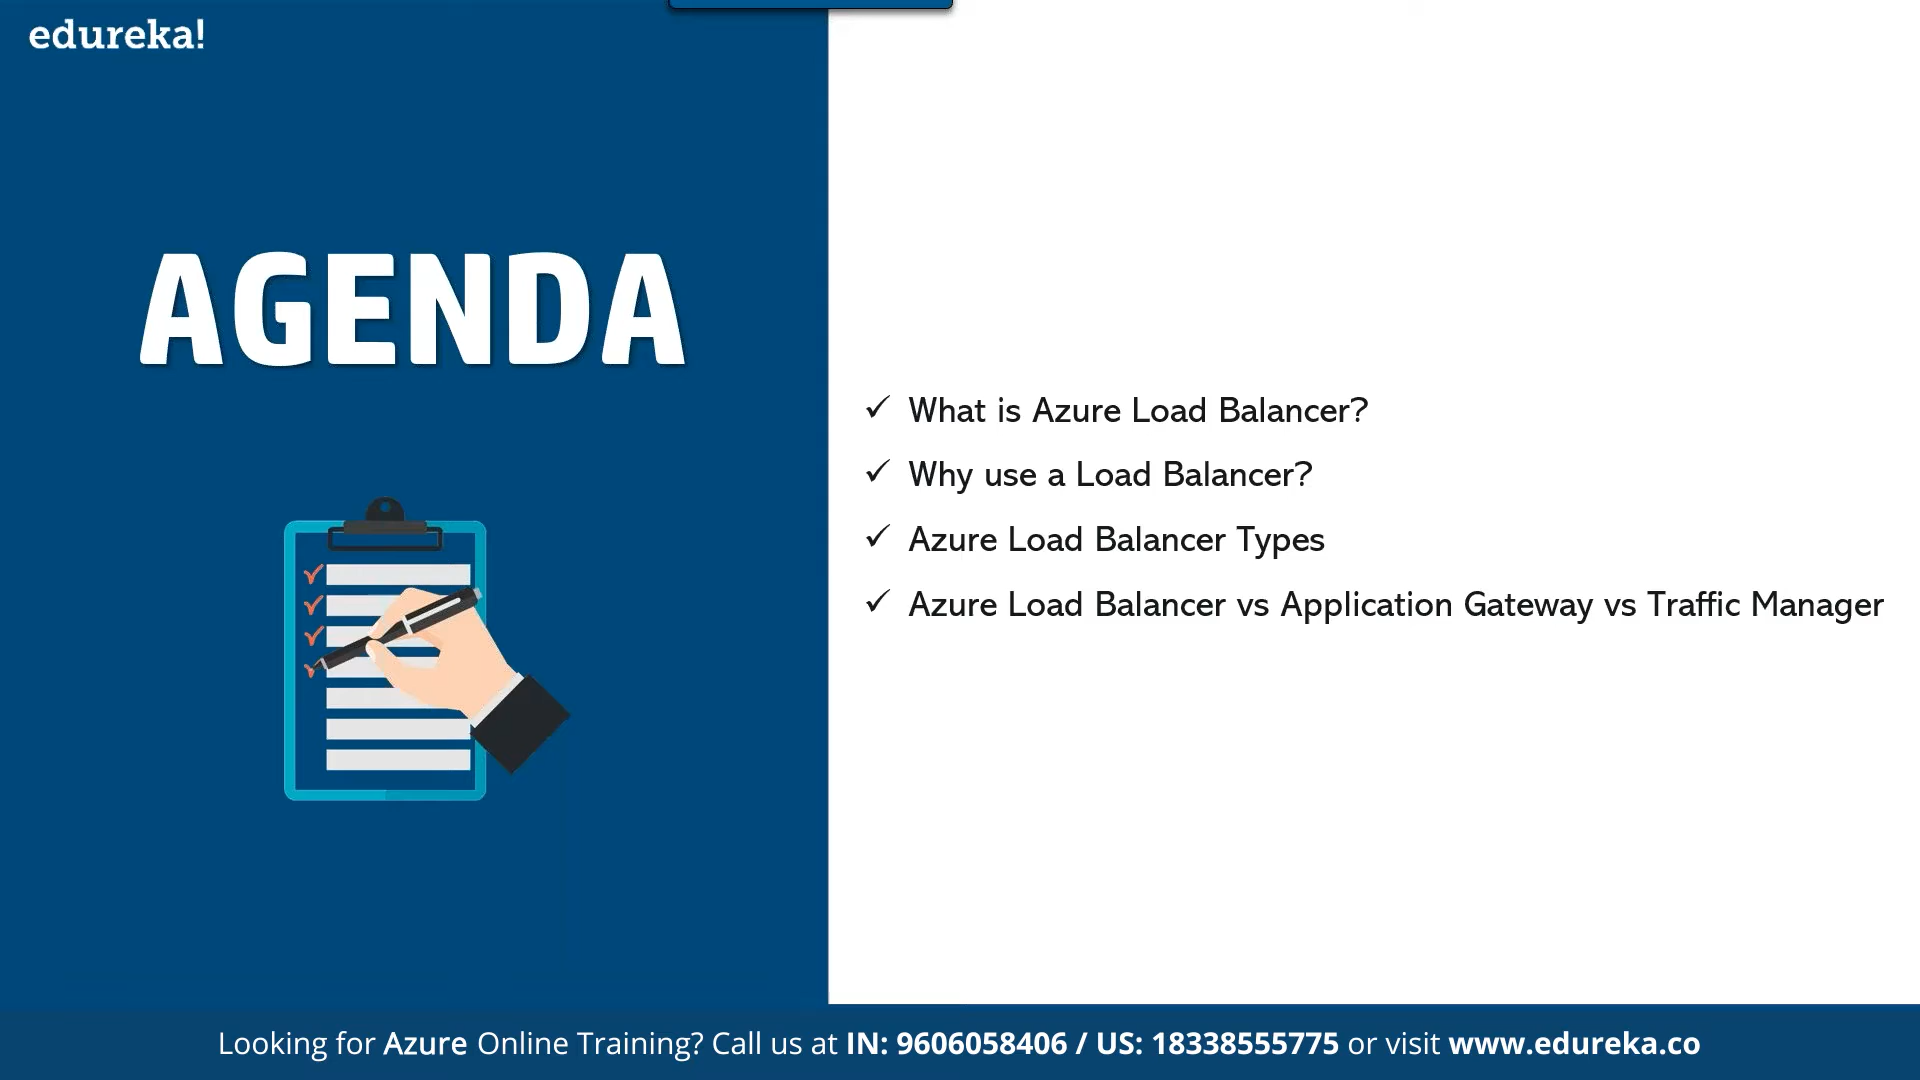 edureka!
AGENDA
✓ What is Azure Load Balancer?
✓ Why use a Load Balancer?
✓ Azure Load Balancer Types
✓ Azure Load Balancer vs Application Gateway vs Traffic Manager
Looking for Azure Online Training? Call us at IN: 9606058406 / US: 18338555775 or visit www.edureka.co